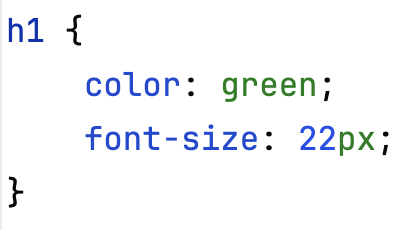 h1 {
    color: green;
    font-size: 22px;
}